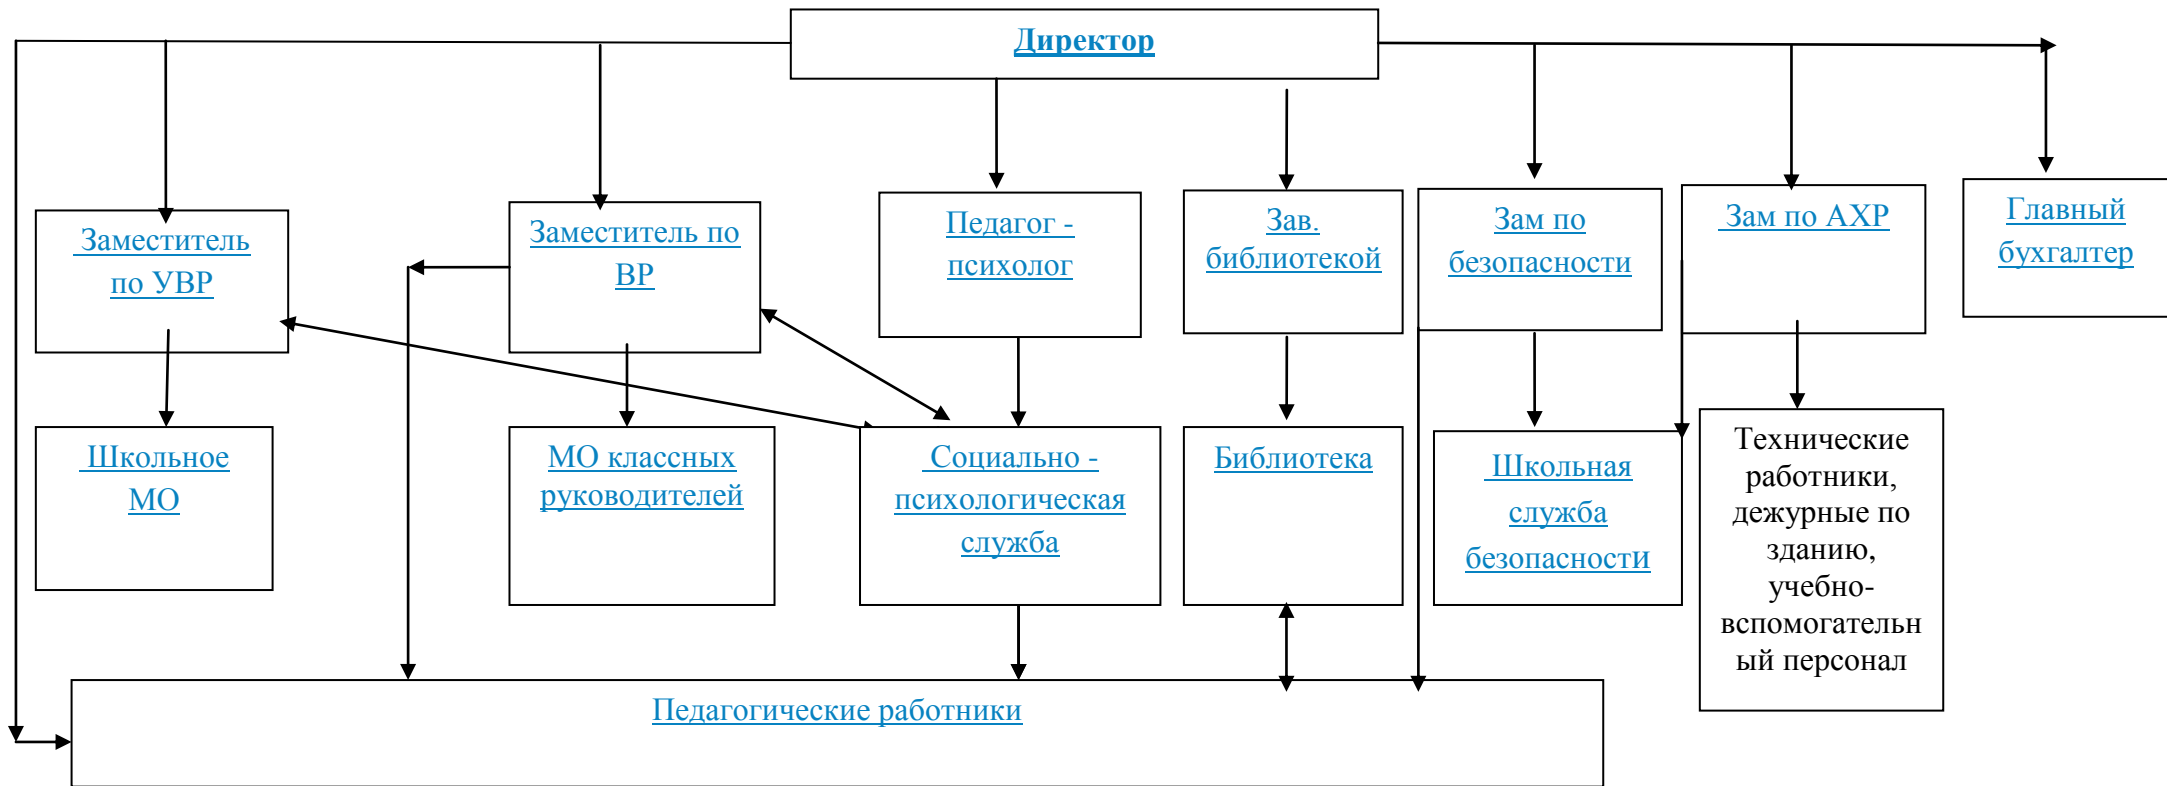 Директор
Заместитель
по УВР
Заместитель по
ВР
Педагог -
психолог
Зав.
библиотекой
Зам по
безопасности
Зам по АХР
Главный
бухгалтер
Школьное
МО
МО классных
руководителей
Социально -
психологическая
служба
Библиотека
Школьная
служба
безопасности
Технические
работники,
дежурные по
зданию,
учебно-
вспомогательн
ый персонал
Педагогические работники